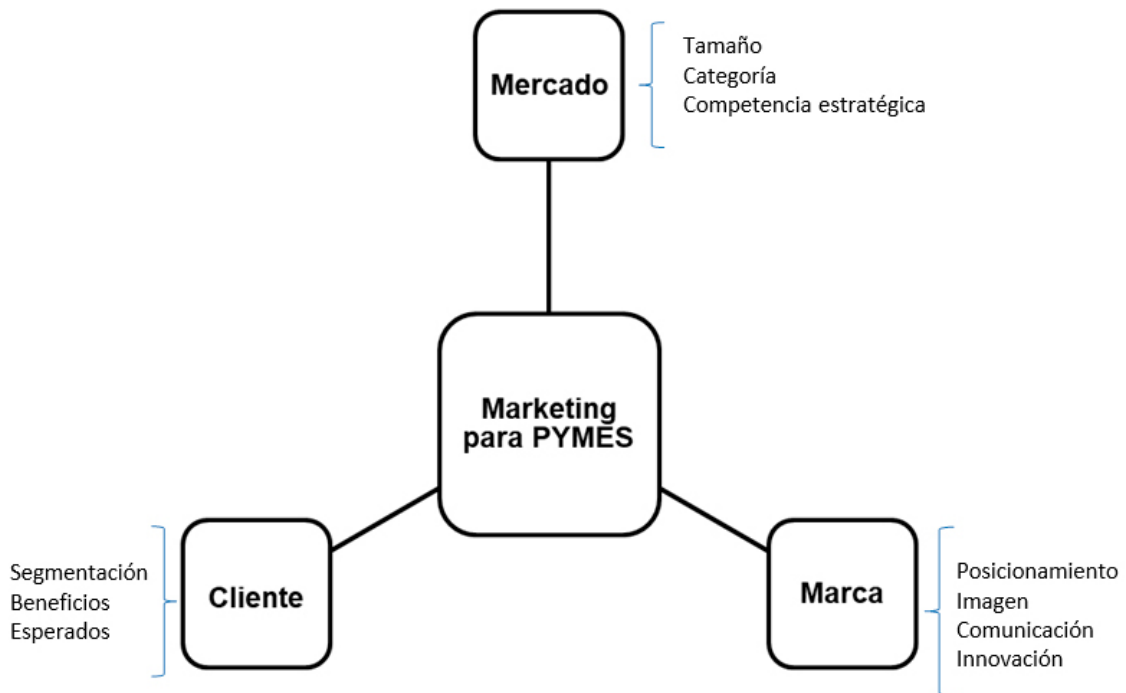 Mercado
Tamaño
Categoría
Competencia estratégica
Marketing
para PYMES
Segmentación
Beneficios
Esperados
Cliente
Marca
Posicionamiento
Imagen
Comunicación
Innovación